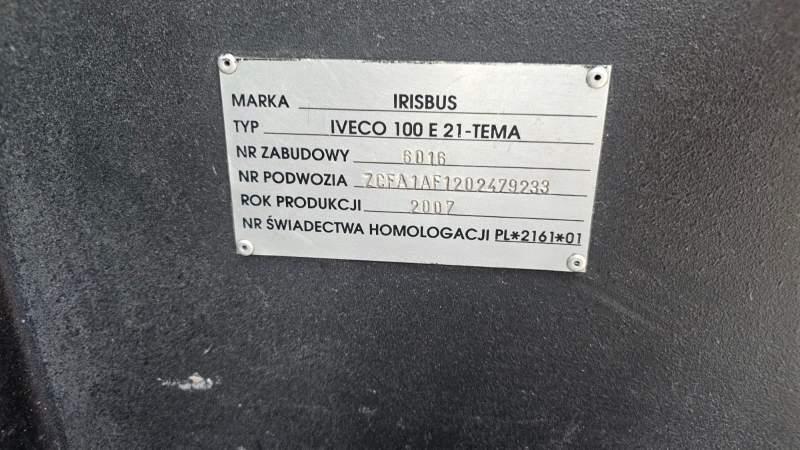 MARKA IRISBUS
TYP IVECO 100 E 21-TEMA
NR ZABUDOWY 6016
NR PODWOZIA ZCFA1AF1202479233
ROK PRODUKCJI 2007
NR ŚWIADECTWA HOMOLOGACJI PL*2161*01